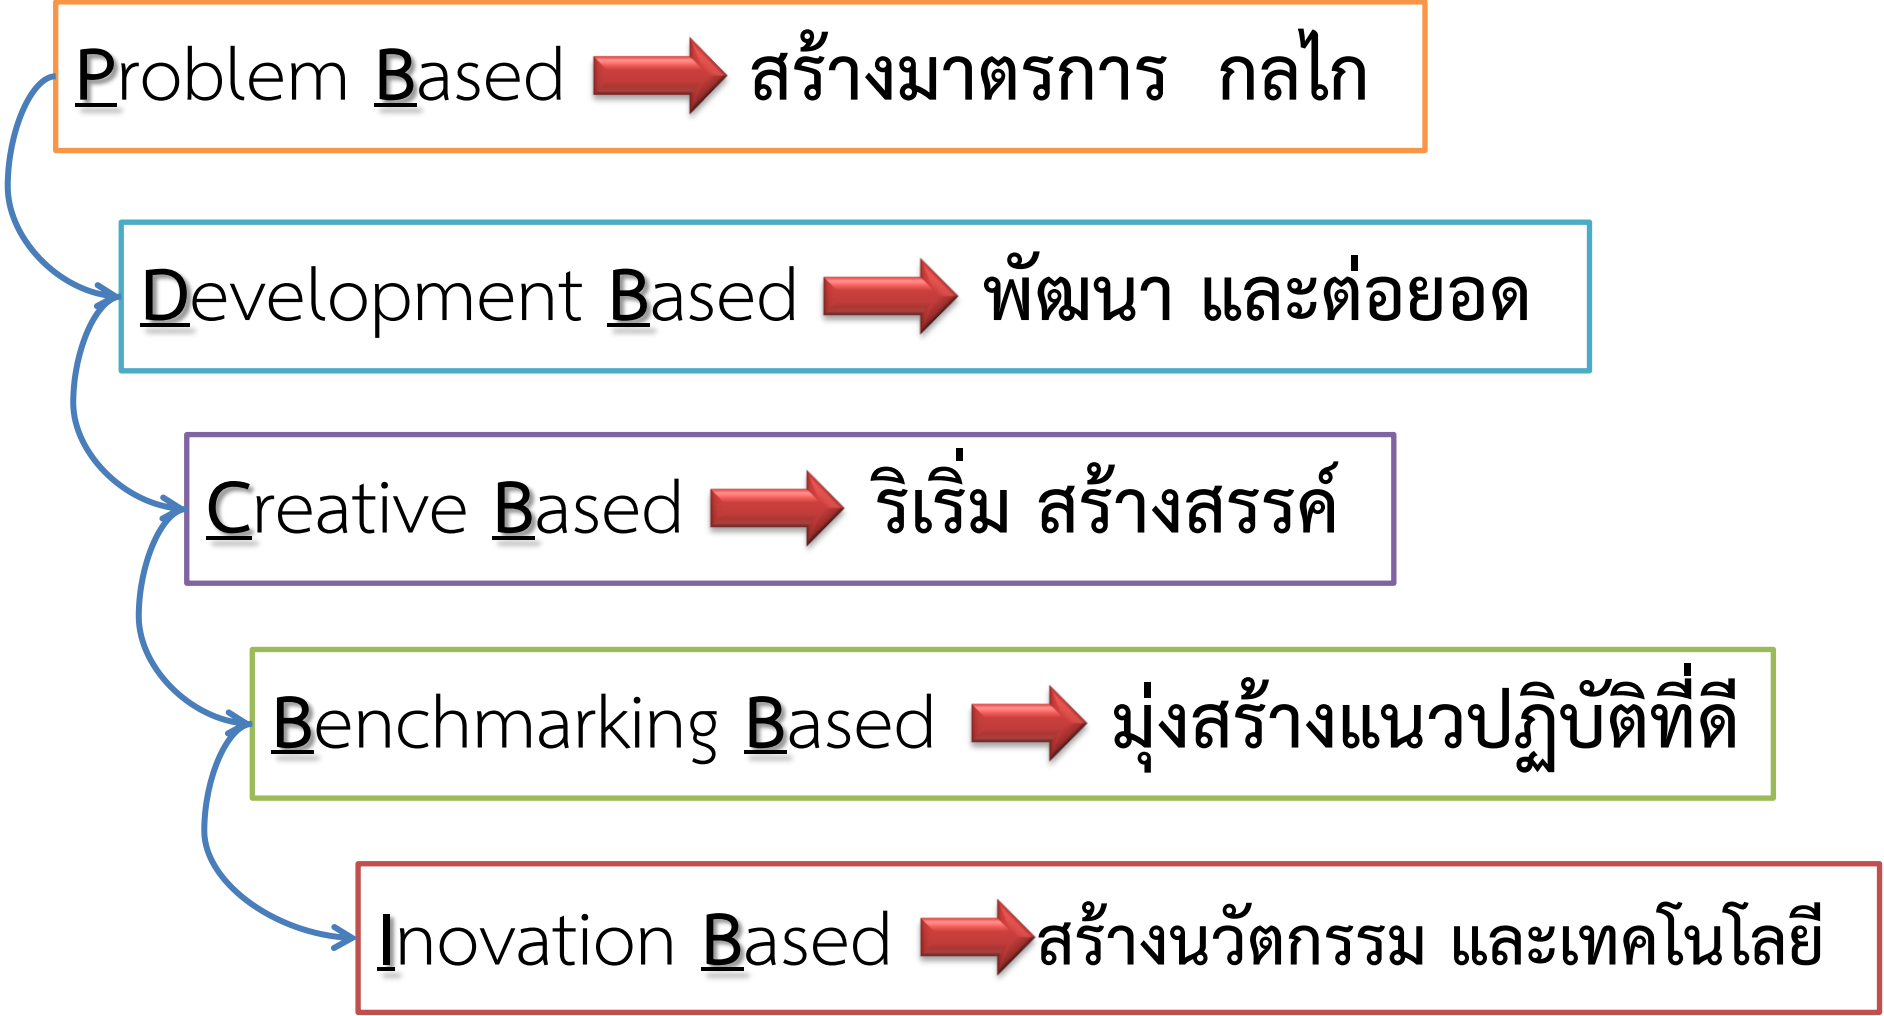 Problem Based สร้างมาตรการ กลไก
Development Based พัฒนา และต่อยอด
Creative Based ริเริ่ม สร้างสรรค์
Benchmarking Based มุ่งสร้างแนวปฏิบัติที่ดี
Inovation Based สร้างนวัตกรรม และเทคโนโลยี